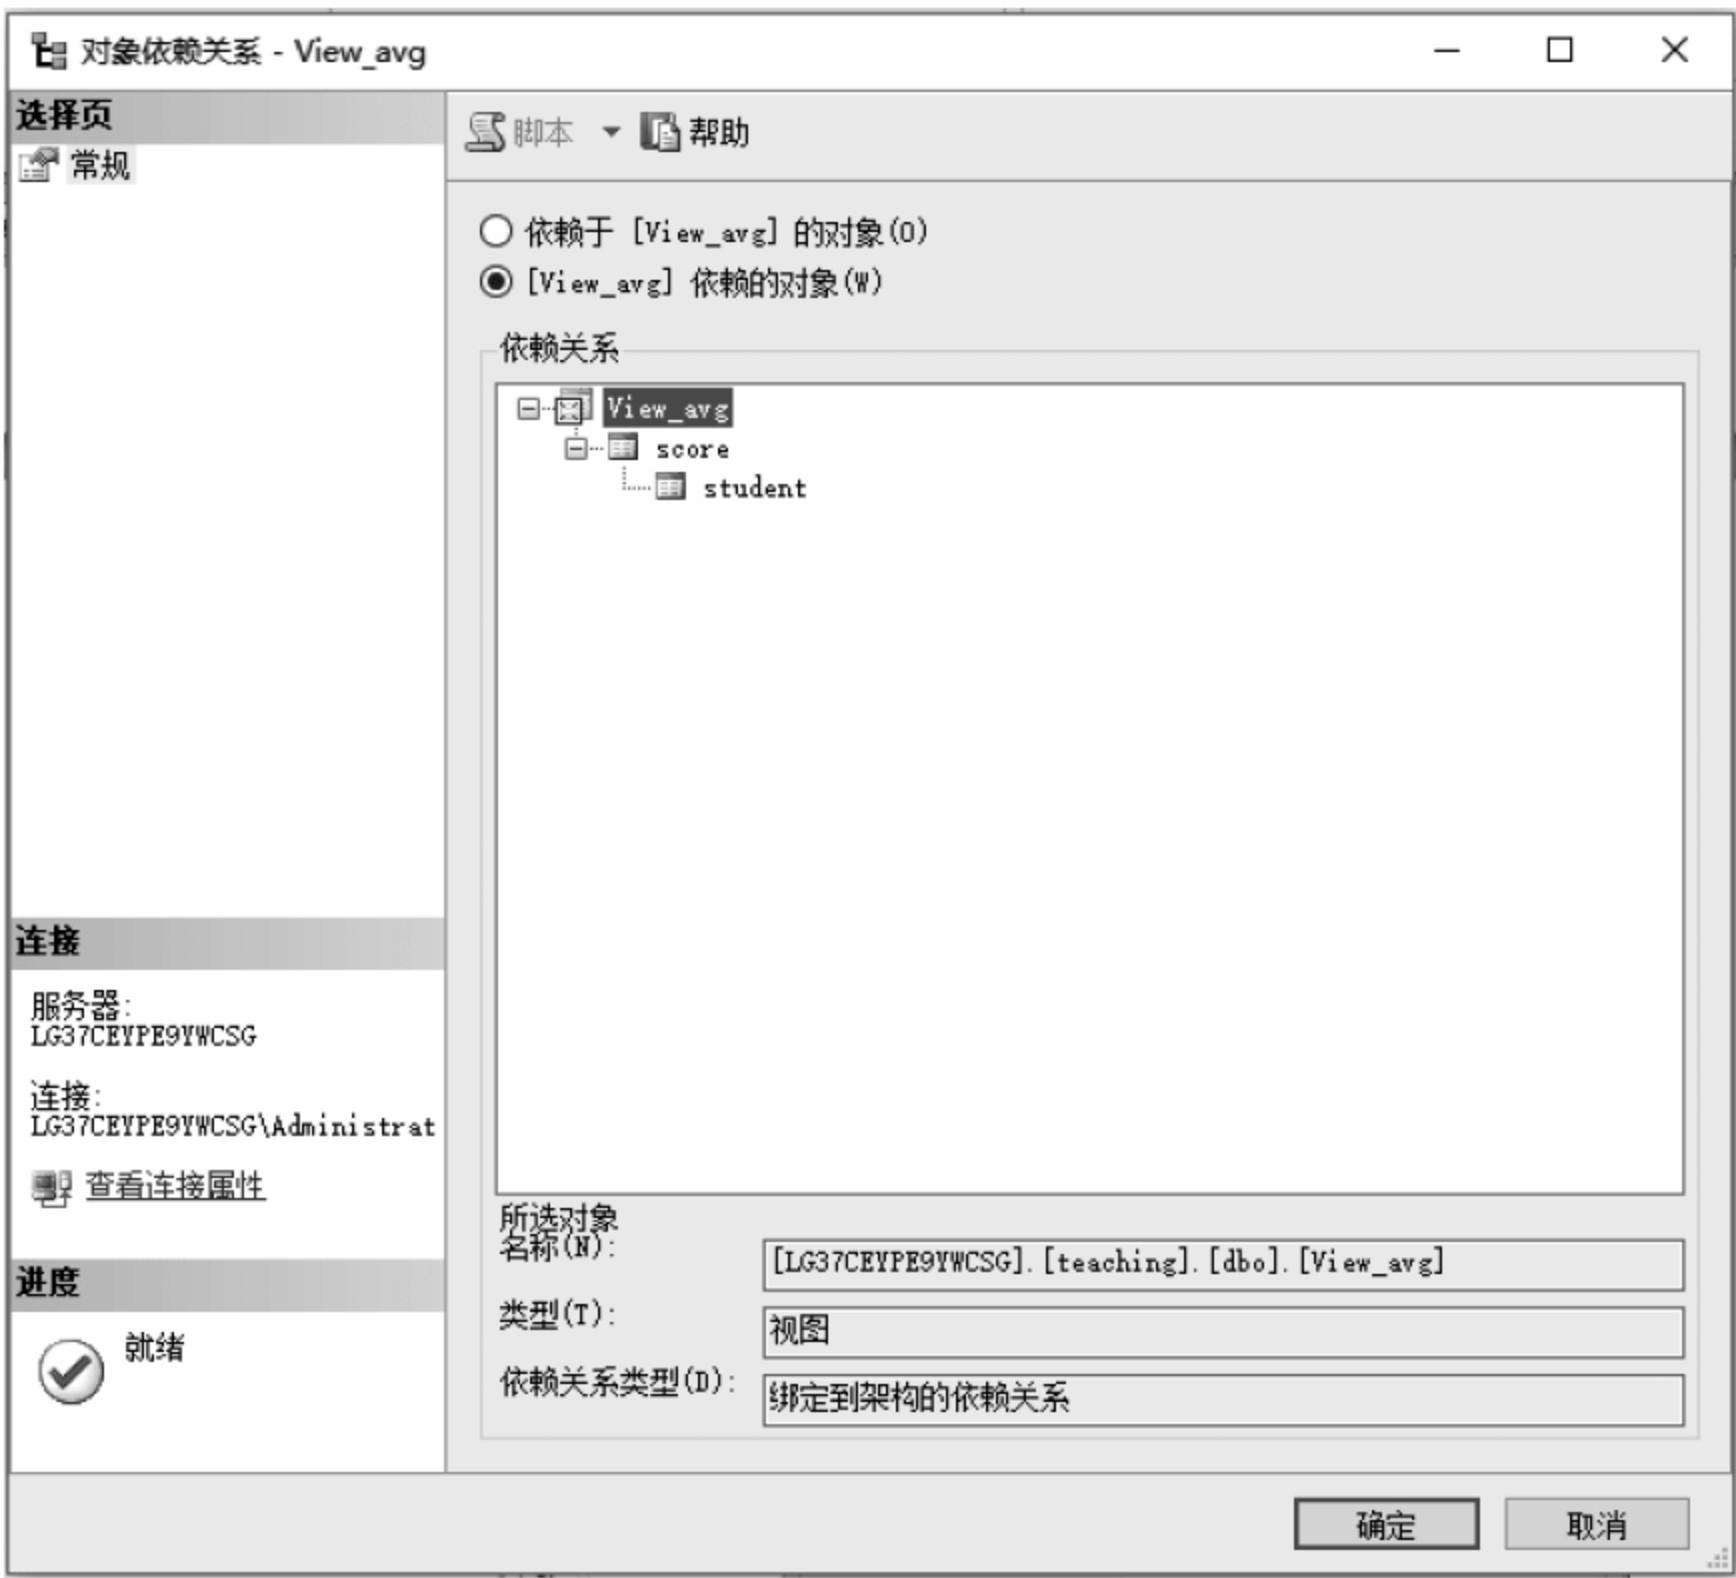 对象依赖关系 - View_avg
选择页
常规
脚本
帮助
依赖于 [View_avg] 的对象(O)
[View_avg] 依赖的对象(W)
依赖关系
View_avg
score
student
连接
服务器:
LG37CEYPE9YWCSG
连接:
LG37CEYPE9YWCSG\Administrat
查看连接属性
进度
就绪
所选对象
名称(N):
[LG37CEYPE9YWCSG].[teaching].[dbo].[View_avg]
类型(T):
视图
依赖关系类型(D):
绑定到架构的依赖关系
确定
取消